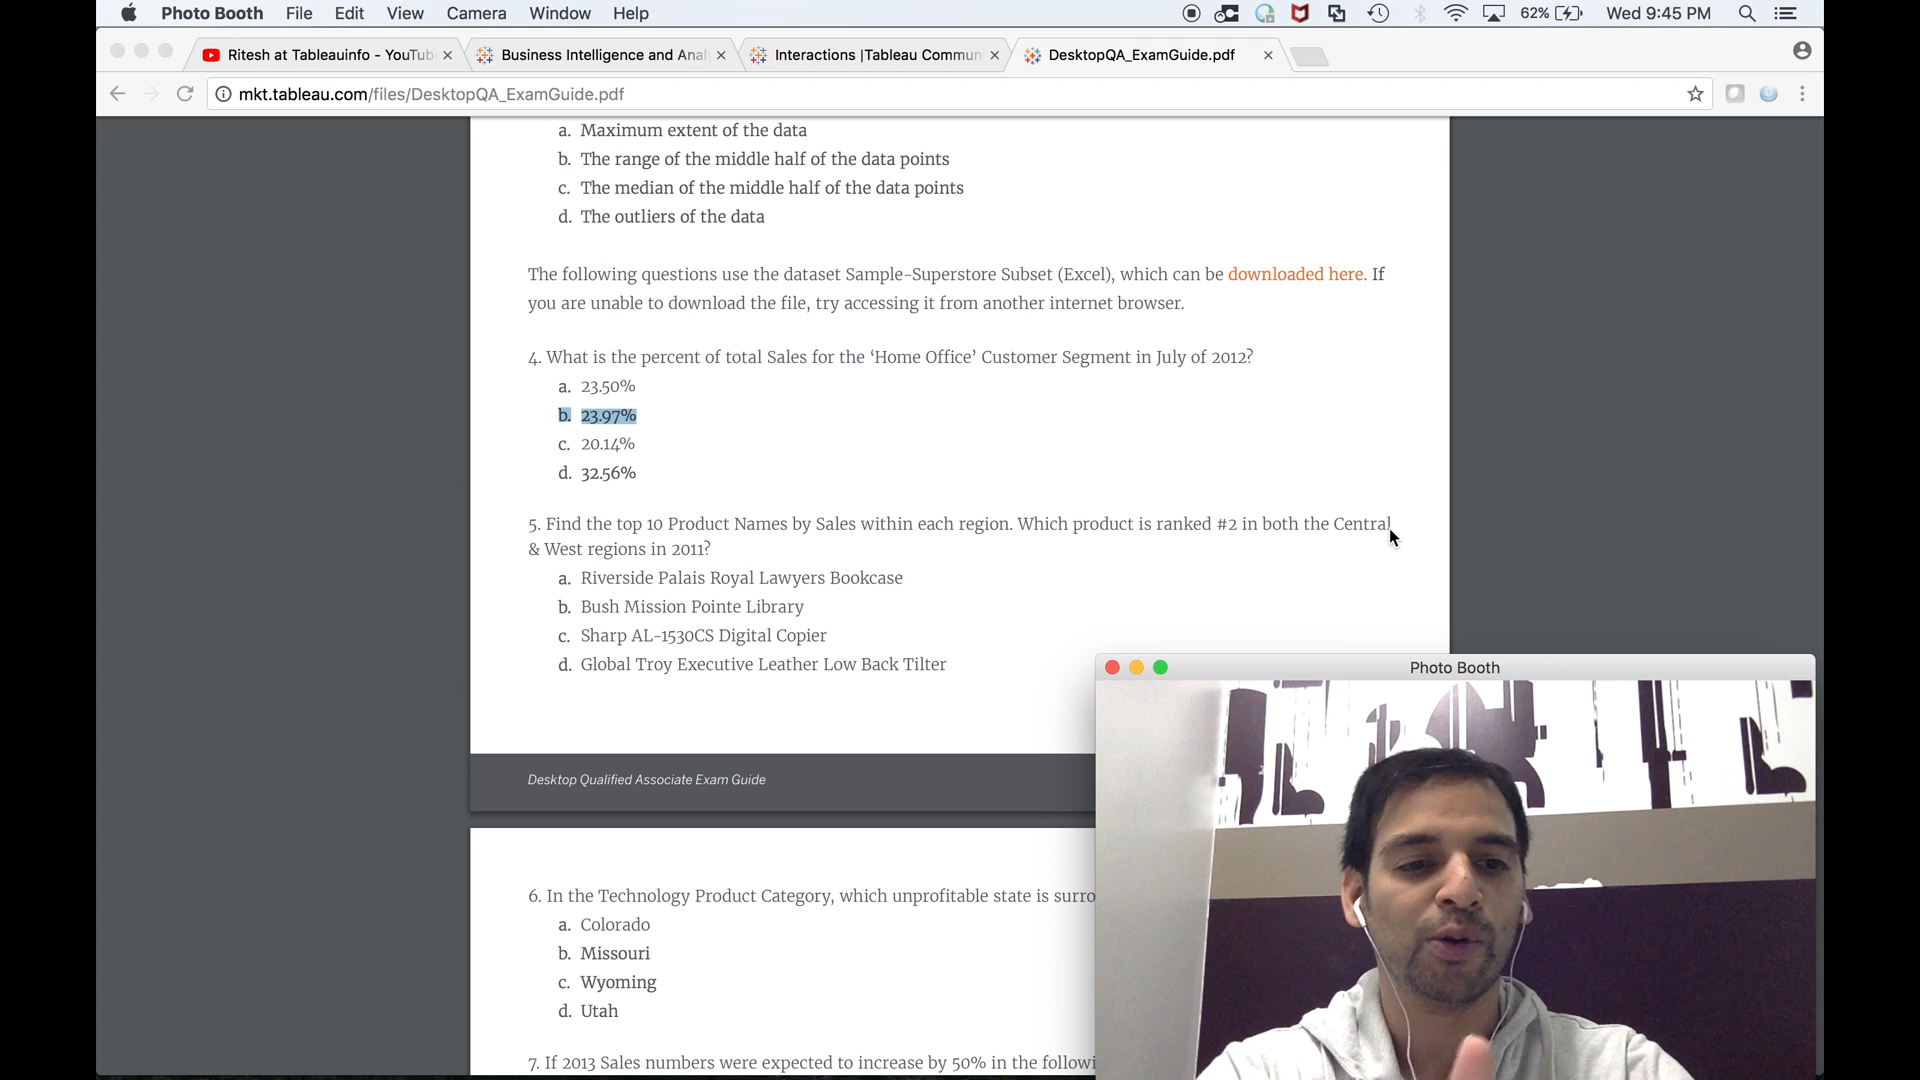 Photo Booth File Edit View Camera Window Help 62% Wed 9:45 PM
Ritesh at Tableauinfo - YouTub Business Intelligence and Anal Interactions |Tableau Commun DesktopQA_ExamGuide.pdf
mkt.tableau.com/files/DesktopQA_ExamGuide.pdf
a. Maximum extent of the data
b. The range of the middle half of the data points
c. The median of the middle half of the data points
d. The outliers of the data
The following questions use the dataset Sample-Superstore Subset (Excel), which can be downloaded here. If
you are unable to download the file, try accessing it from another internet browser.
4. What is the percent of total Sales for the ‘Home Office’ Customer Segment in July of 2012?
a. 23.50%
b. 23.97%
c. 20.14%
d. 32.56%
5. Find the top 10 Product Names by Sales within each region. Which product is ranked #2 in both the Central
& West regions in 2011?
a. Riverside Palais Royal Lawyers Bookcase
b. Bush Mission Pointe Library
c. Sharp AL-1530CS Digital Copier
d. Global Troy Executive Leather Low Back Tilter
Photo Booth
Desktop Qualified Associate Exam Guide
6. In the Technology Product Category, which unprofitable state is surro
a. Colorado
b. Missouri
c. Wyoming
d. Utah
7. If 2013 Sales numbers were expected to increase by 50% in the followi